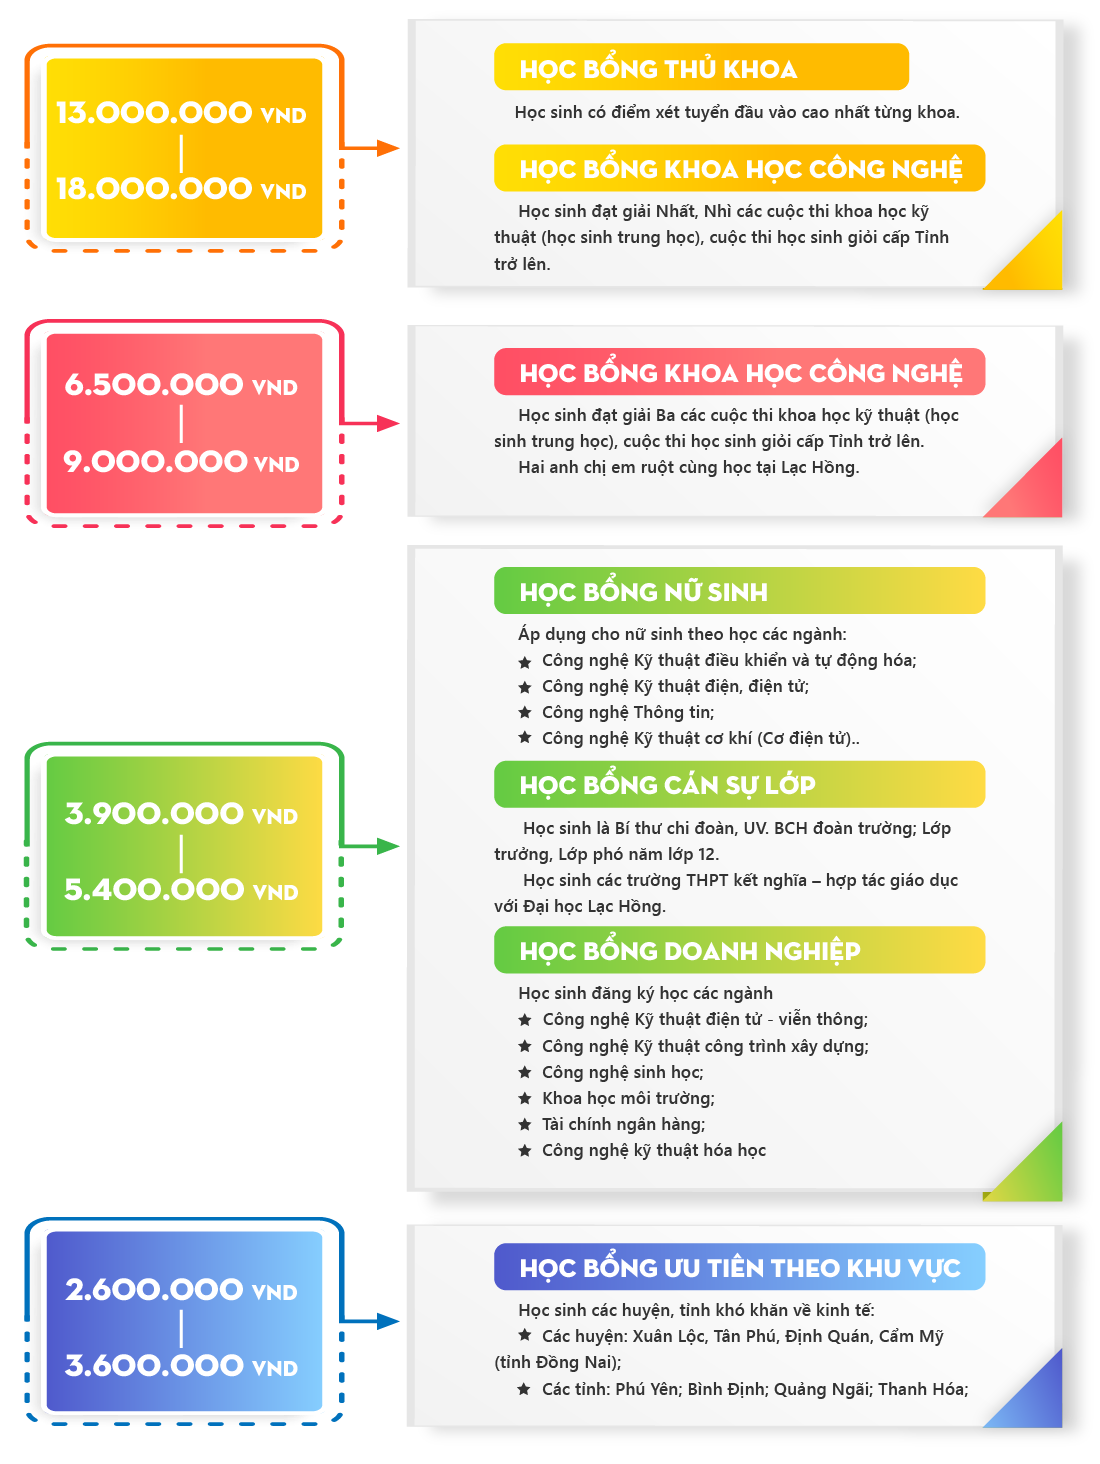 13.000.000 VND
18.000.000 VND
HỌC BỔNG THỦ KHOA
Học sinh có điểm xét tuyển đầu vào cao nhất từng khoa.
HỌC BỔNG KHOA HỌC CÔNG NGHỆ
Học sinh đạt giải Nhất, Nhì các cuộc thi khoa học kỹ
thuật (học sinh trung học), cuộc thi học sinh giỏi cấp Tỉnh
trở lên.
6.500.000 VND
9.000.000 VND
HỌC BỔNG KHOA HỌC CÔNG NGHỆ
Học sinh đạt giải Ba các cuộc thi khoa học kỹ thuật (học
sinh trung học), cuộc thi học sinh giỏi cấp Tỉnh trở lên.
Hai anh chị em ruột cùng học tại Lạc Hồng.
3.900.000 VND
5.400.000 VND
HỌC BỔNG NỮ SINH
Áp dụng cho nữ sinh theo học các ngành:
★ Công nghệ Kỹ thuật điều khiển và tự động hóa;
★ Công nghệ Kỹ thuật điện, điện tử;
★ Công nghệ Thông tin;
★ Công nghệ Kỹ thuật cơ khí (Cơ điện tử)..
HỌC BỔNG CÁN SỰ LỚP
Học sinh là Bí thư chi đoàn, UV. BCH đoàn trường; Lớp
trưởng, Lớp phó năm lớp 12.
Học sinh các trường THPT kết nghĩa – hợp tác giáo dục
với Đại học Lạc Hồng.
HỌC BỔNG DOANH NGHIỆP
Học sinh đăng ký học các ngành
★ Công nghệ Kỹ thuật điện tử - viễn thông;
★ Công nghệ Kỹ thuật công trình xây dựng;
★ Công nghệ sinh học;
★ Khoa học môi trường;
★ Tài chính ngân hàng;
★ Công nghệ kỹ thuật hóa học
2.600.000 VND
3.600.000 VND
HỌC BỔNG ƯU TIÊN THEO KHU VỰC
Học sinh các huyện, tỉnh khó khăn về kinh tế:
★ Các huyện: Xuân Lộc, Tân Phú, Định Quán, Cẩm Mỹ
(tỉnh Đồng Nai);
★ Các tỉnh: Phú Yên; Bình Định; Quảng Ngãi; Thanh Hóa;